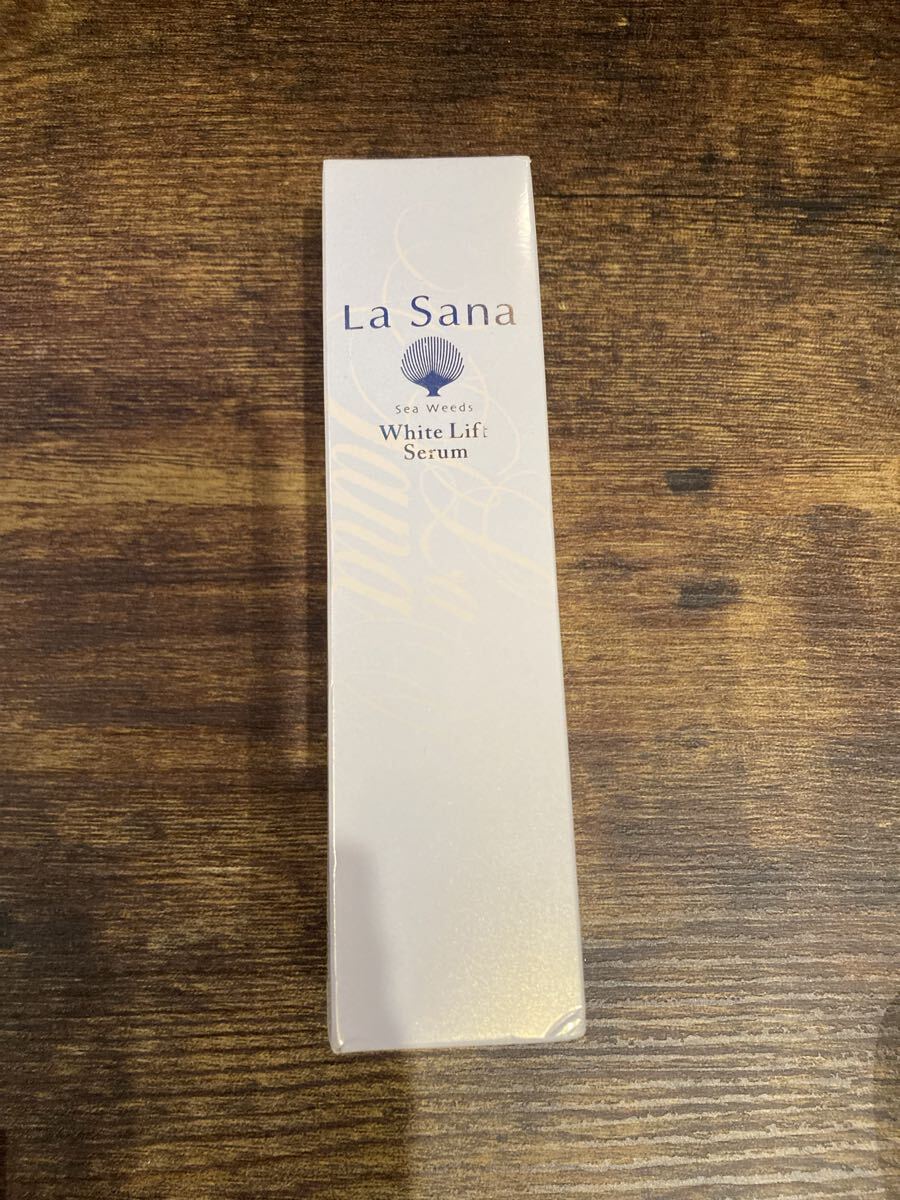 La Sana
Sea Weeds
White Lift
Serum